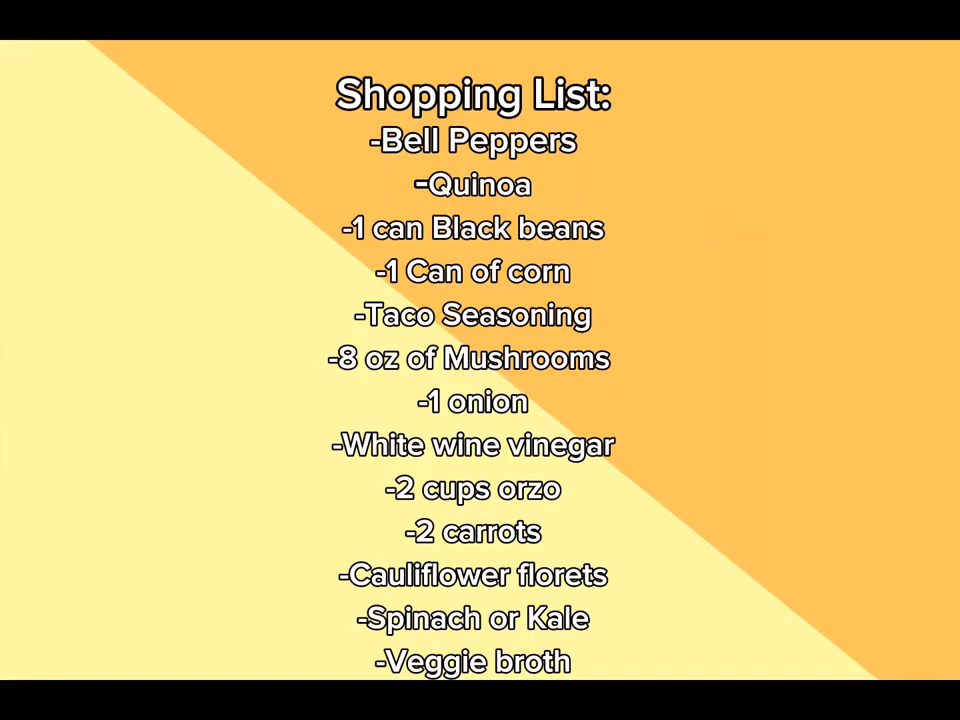 Shopping List:
-Bell Peppers
-Quinoa
-1 can Black beans
-1 Can of corn
-Taco Seasoning
-8 oz of Mushrooms
-1 onion
-White wine vinegar
-2 cups orzo
-2 carrots
-Cauliflower florets
-Spinach or Kale
-Veggie broth